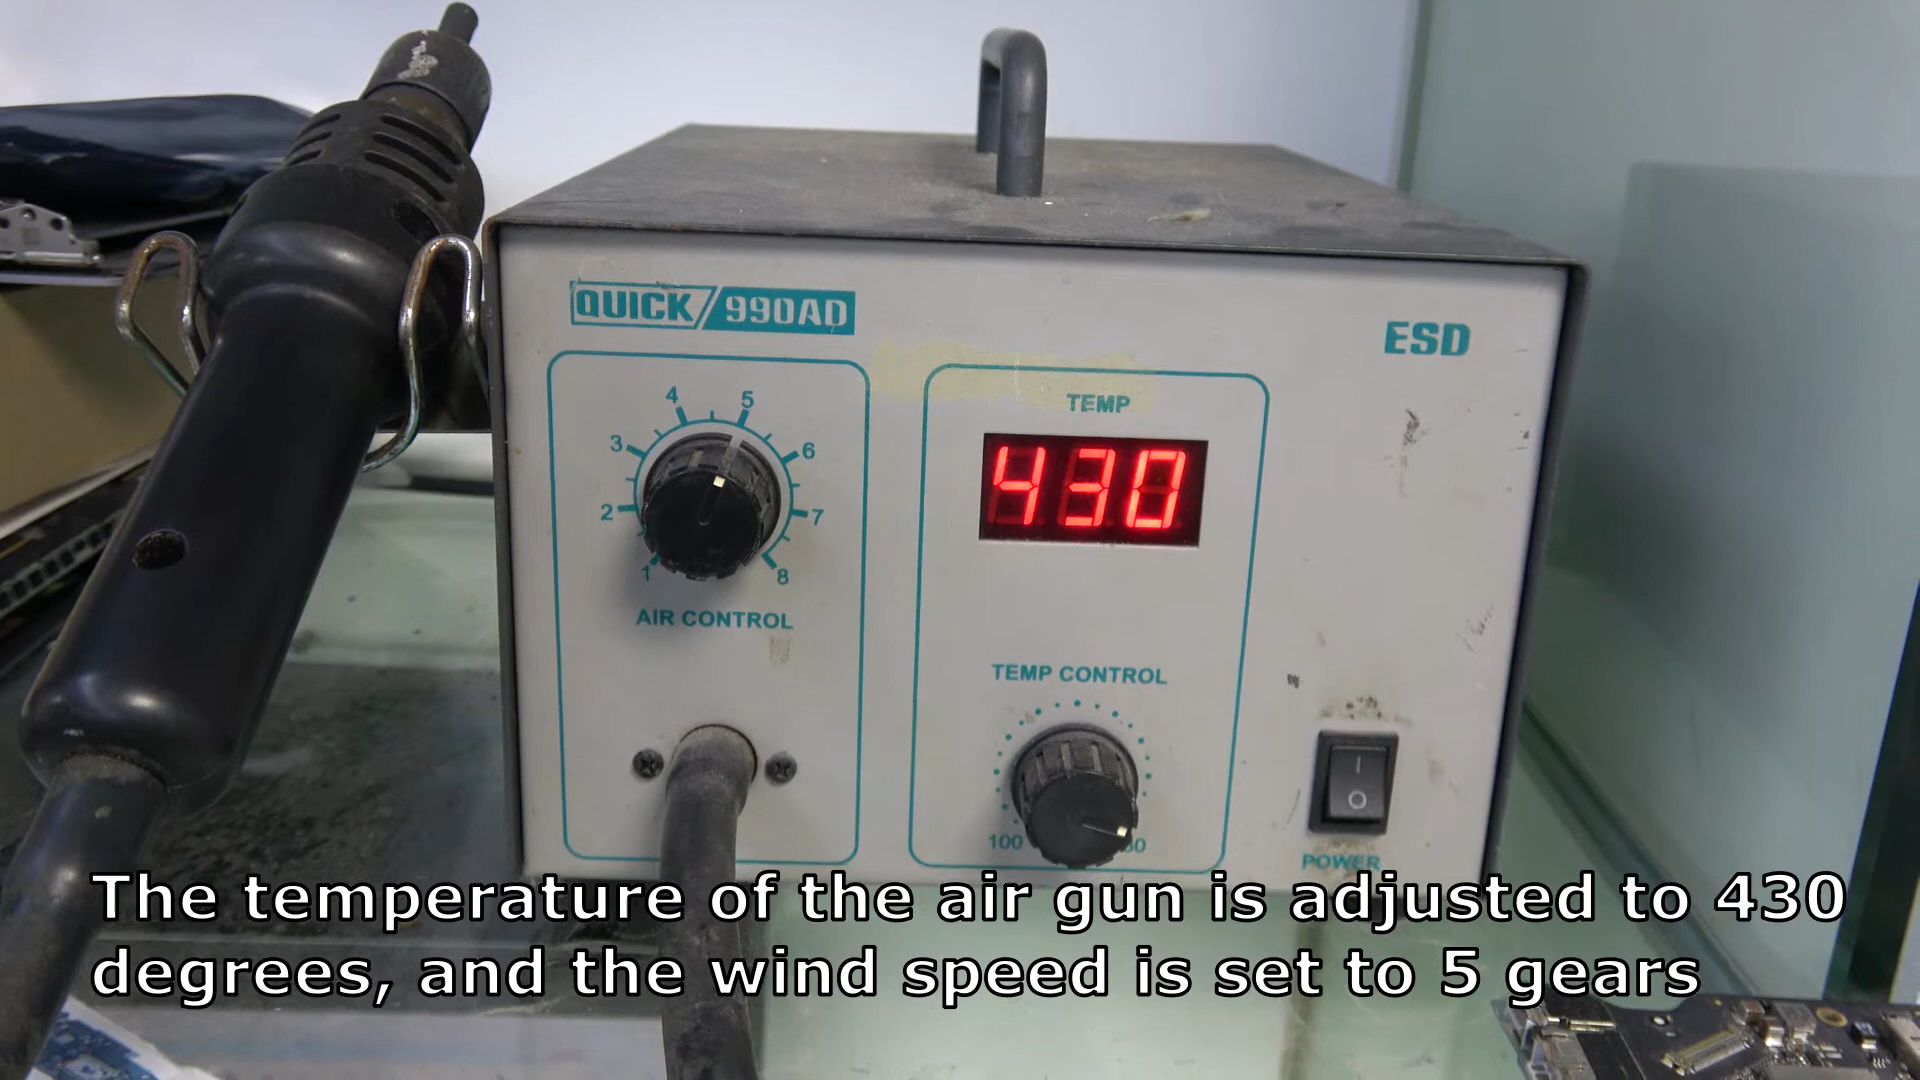 QUICK 990AD
ESD
4 5
3 6
2 7
1 8
AIR CONTROL
TEMP
430
TEMP CONTROL
100
I
O
POWER
The temperature of the air gun is adjusted to 430
degrees, and the wind speed is set to 5 gears